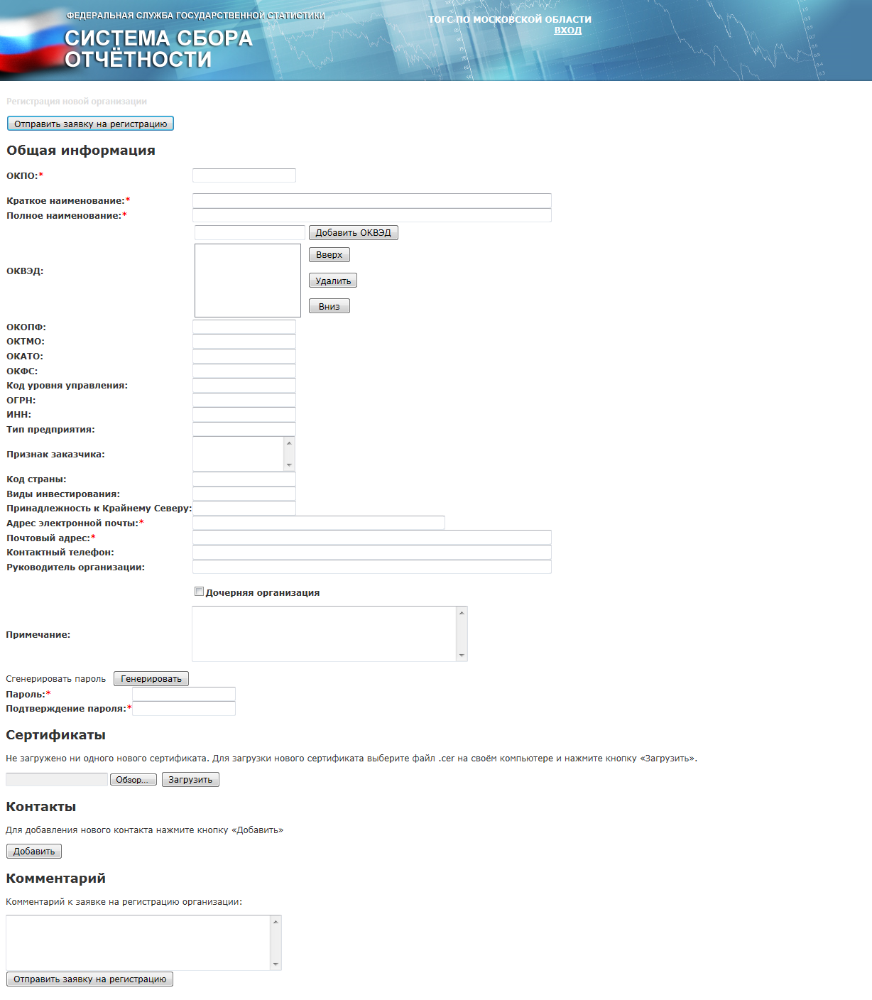 ФЕДЕРАЛЬНАЯ СЛУЖБА ГОСУДАРСТВЕННОЙ СТАТИСТИКИ
СИСТЕМА СБОРА
ОТЧЁТНОСТИ
ТОГС ПО МОСКОВСКОЙ ОБЛАСТИ
ВХОД
Регистрация новой организации
Отправить заявку на регистрацию
Общая информация
ОКПО:*
Краткое наименование:*
Полное наименование:*
Добавить ОКВЭД
Вверх
ОКВЭД:
Удалить
Вниз
ОКОПФ:
ОКТМО:
ОКАТО:
ОКФС:
Код уровня управления:
ОГРН:
ИНН:
Тип предприятия:
Признак заказчика:
Код страны:
Виды инвестирования:
Принадлежность к Крайнему Северу:
Адрес электронной почты:*
Почтовый адрес:*
Контактный телефон:
Руководитель организации:
Дочерняя организация
Примечание:
Сгенерировать пароль Генерировать
Пароль:*
Подтверждение пароля:*
Сертификаты
Не загружено ни одного нового сертификата. Для загрузки нового сертификата выберите файл .cer на своём компьютере и нажмите кнопку «Загрузить».
Обзор... Загрузить
Контакты
Для добавления нового контакта нажмите кнопку «Добавить»
Добавить
Комментарий
Комментарий к заявке на регистрацию организации:
Отправить заявку на регистрацию